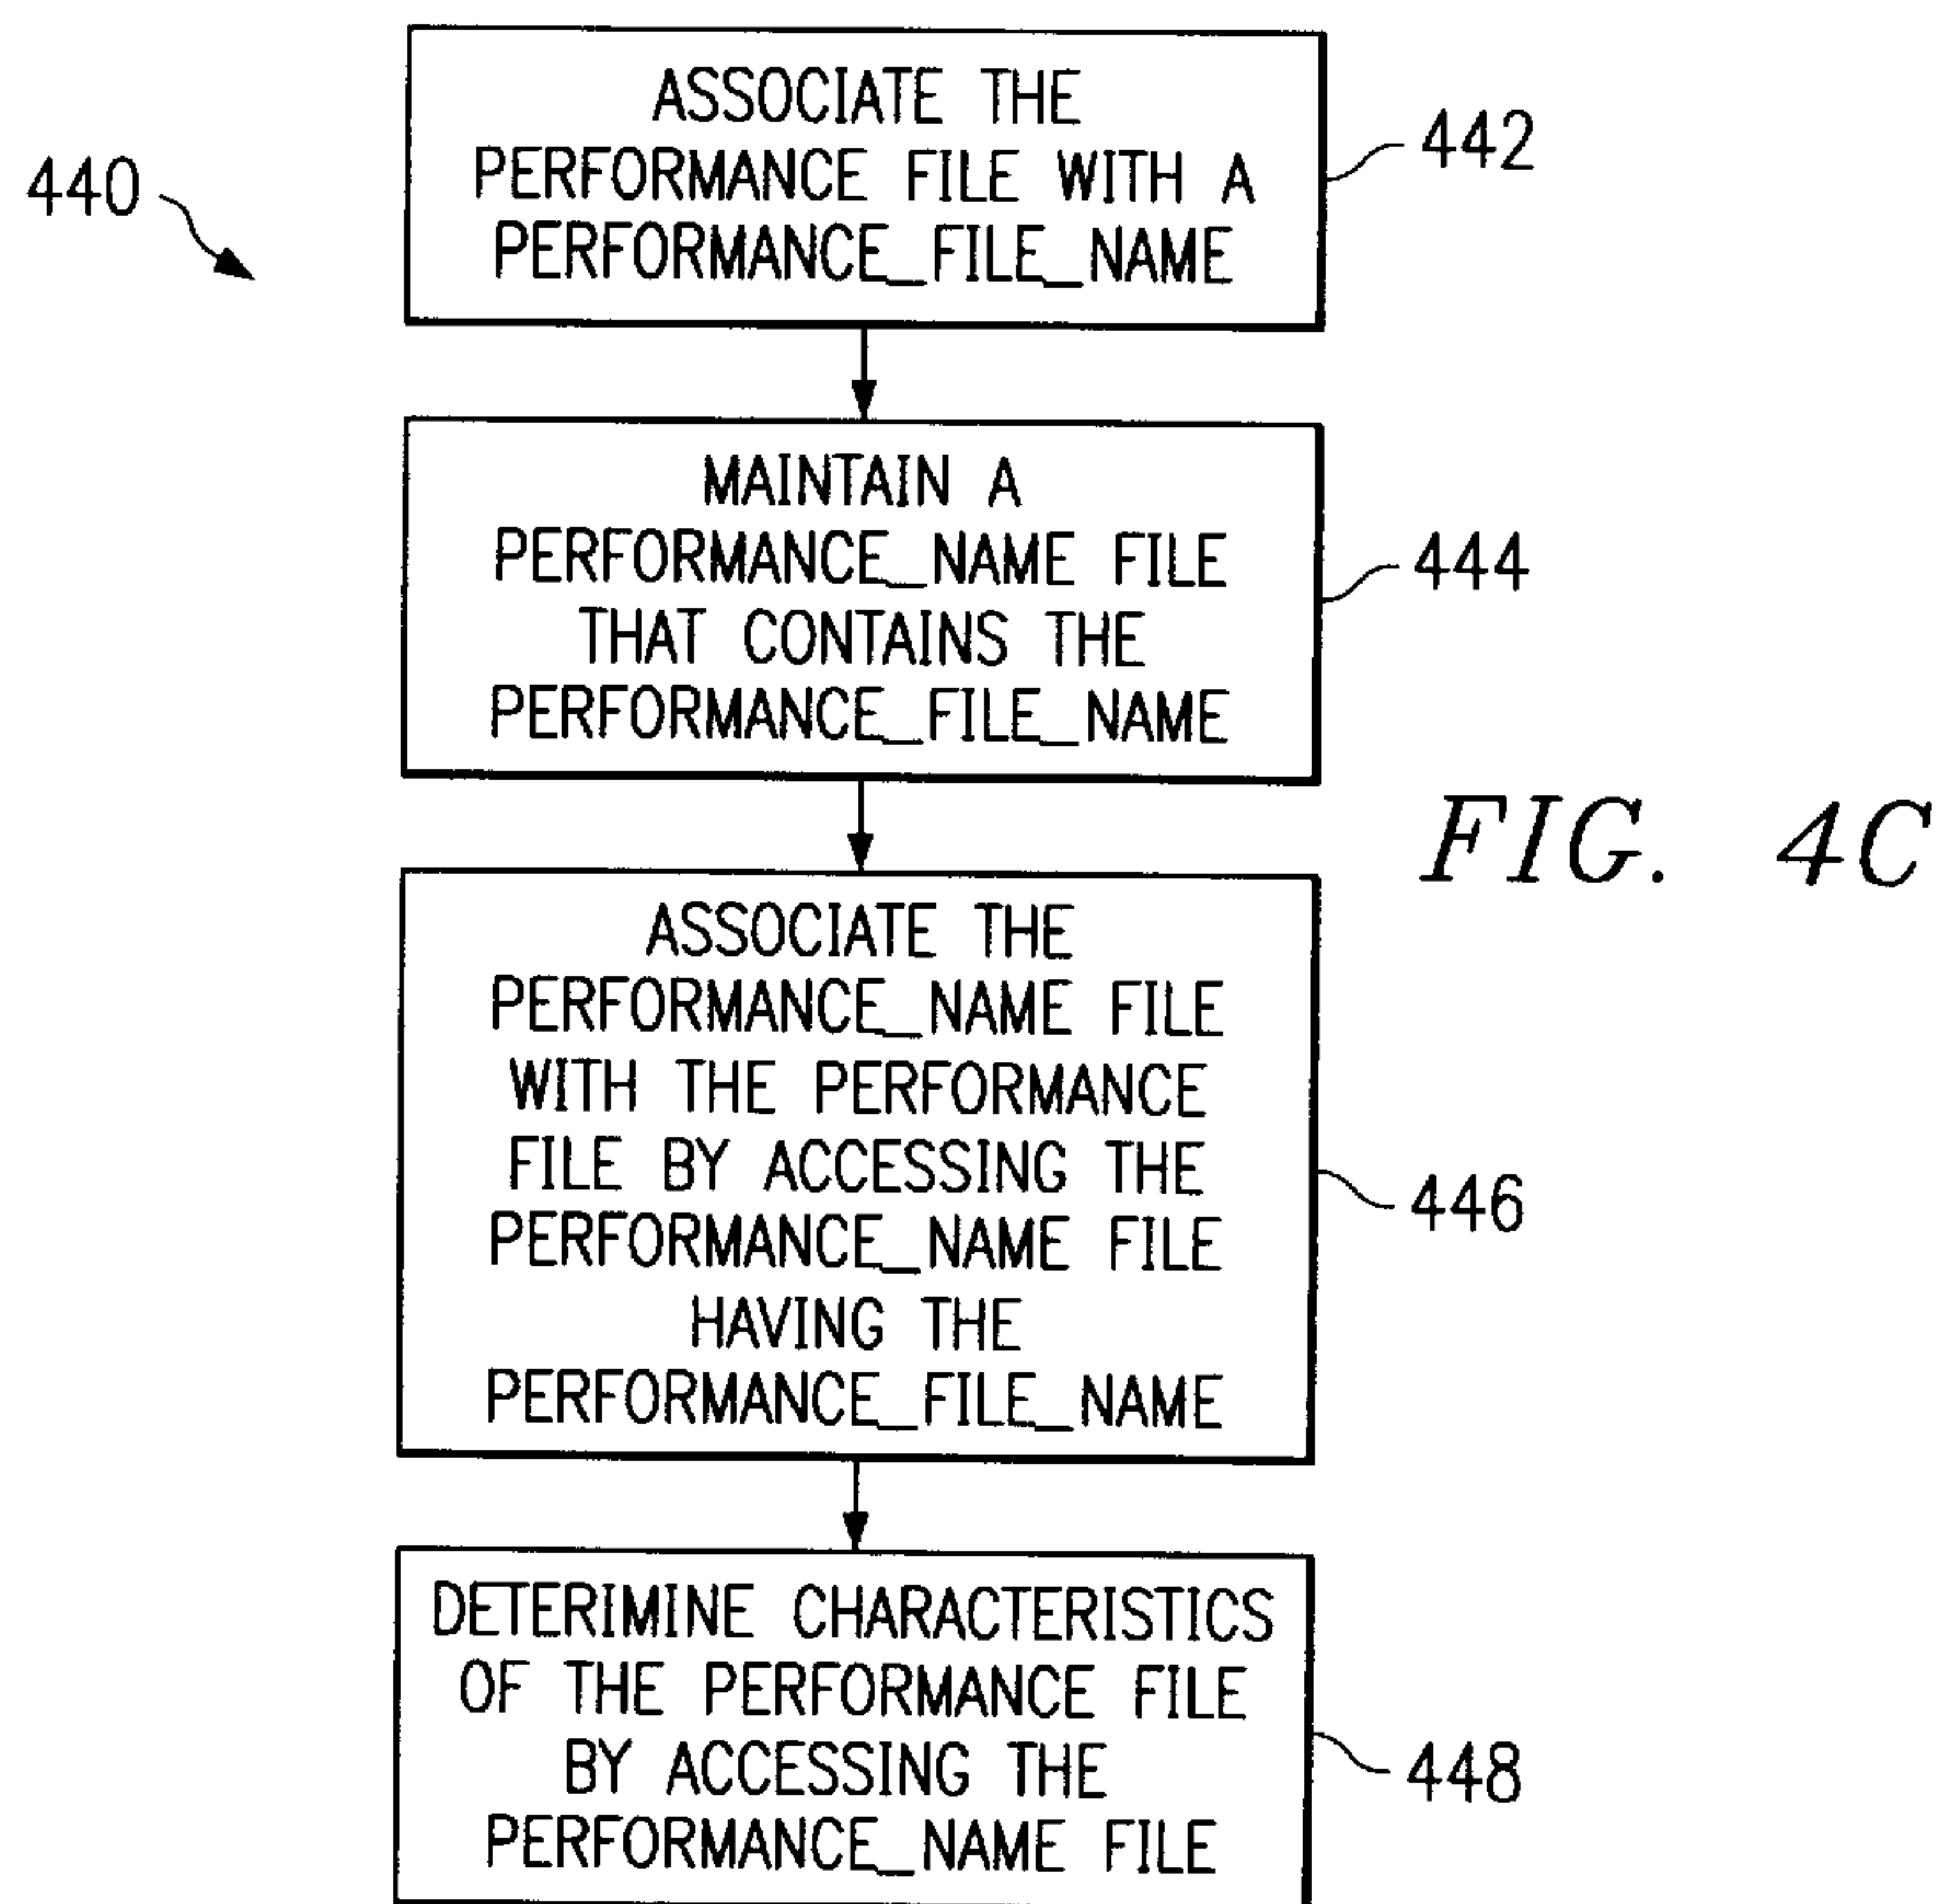 440
ASSOCIATE THE
PERFORMANCE FILE WITH A
PERFORMANCE_FILE_NAME
442
MAINTAIN A
PERFORMANCE_NAME FILE
THAT CONTAINS THE
PERFORMANCE_FILE_NAME
444
FIG. 4C
ASSOCIATE THE
PERFORMANCE_NAME FILE
WITH THE PERFORMANCE
FILE BY ACCESSING THE
PERFORMANCE_NAME FILE
HAVING THE
PERFORMANCE_FILE_NAME
446
DETERIMINE CHARACTERISTICS
OF THE PERFORMANCE FILE
BY ACCESSING THE
PERFORMANCE_NAME FILE
448